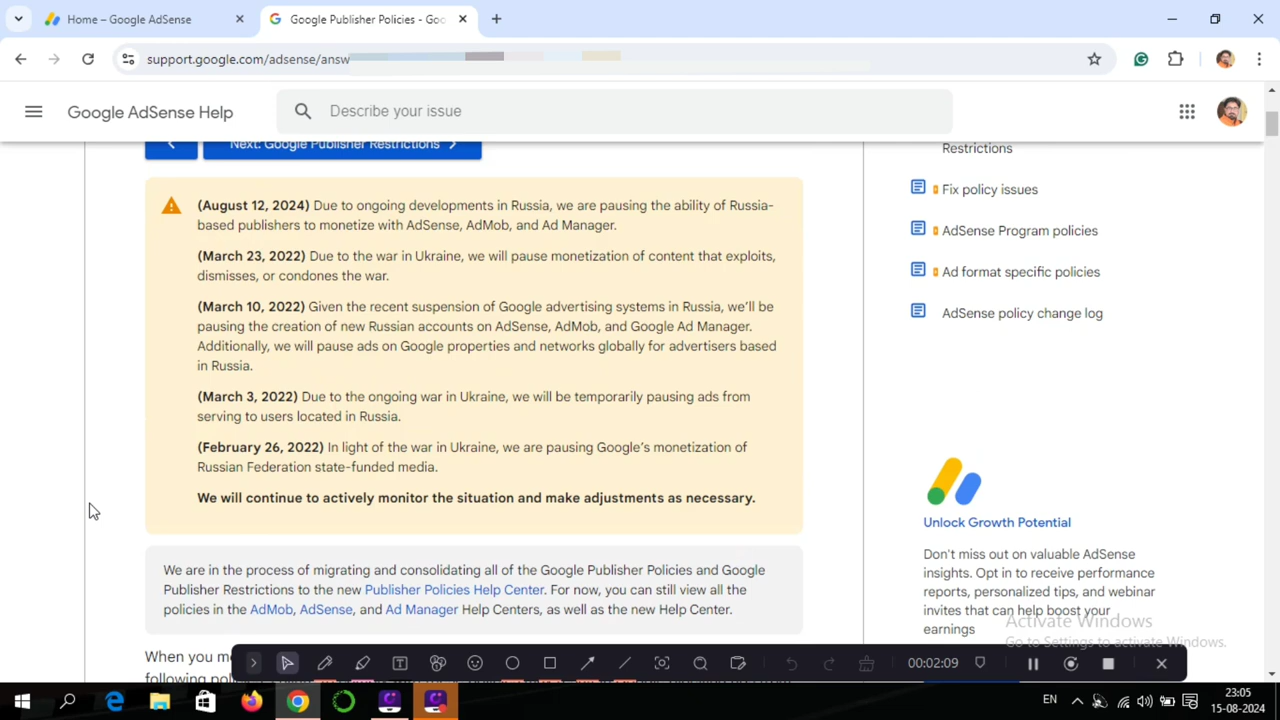 Home – Google AdSense
Google Publisher Policies - Goo
support.google.com/adsense/answ
Google AdSense Help
Describe your issue
Next: Google Publisher Restrictions
Restrictions
Fix policy issues
AdSense Program policies
Ad format specific policies
AdSense policy change log
(August 12, 2024) Due to ongoing developments in Russia, we are pausing the ability of Russia-
based publishers to monetize with AdSense, AdMob, and Ad Manager.
(March 23, 2022) Due to the war in Ukraine, we will pause monetization of content that exploits,
dismisses, or condones the war.
(March 10, 2022) Given the recent suspension of Google advertising systems in Russia, we'll be
pausing the creation of new Russian accounts on AdSense, AdMob, and Google Ad Manager.
Additionally, we will pause ads on Google properties and networks globally for advertisers based
in Russia.
(March 3, 2022) Due to the ongoing war in Ukraine, we will be temporarily pausing ads from
serving to users located in Russia.
(February 26, 2022) In light of the war in Ukraine, we are pausing Google's monetization of
Russian Federation state-funded media.
We will continue to actively monitor the situation and make adjustments as necessary.
We are in the process of migrating and consolidating all of the Google Publisher Policies and Google
Publisher Restrictions to the new Publisher Policies Help Center. For now, you can still view all the
policies in the AdMob, AdSense, and Ad Manager Help Centers, as well as the new Help Center.
When you m
following polic
Unlock Growth Potential
Don't miss out on valuable AdSense
insights. Opt in to receive performance
reports, personalized tips, and webinar
invites that can help boost your
earnings
Activate Windows
Go to Settings to activate Windows.
00:02:09
EN
23:05
15-08-2024